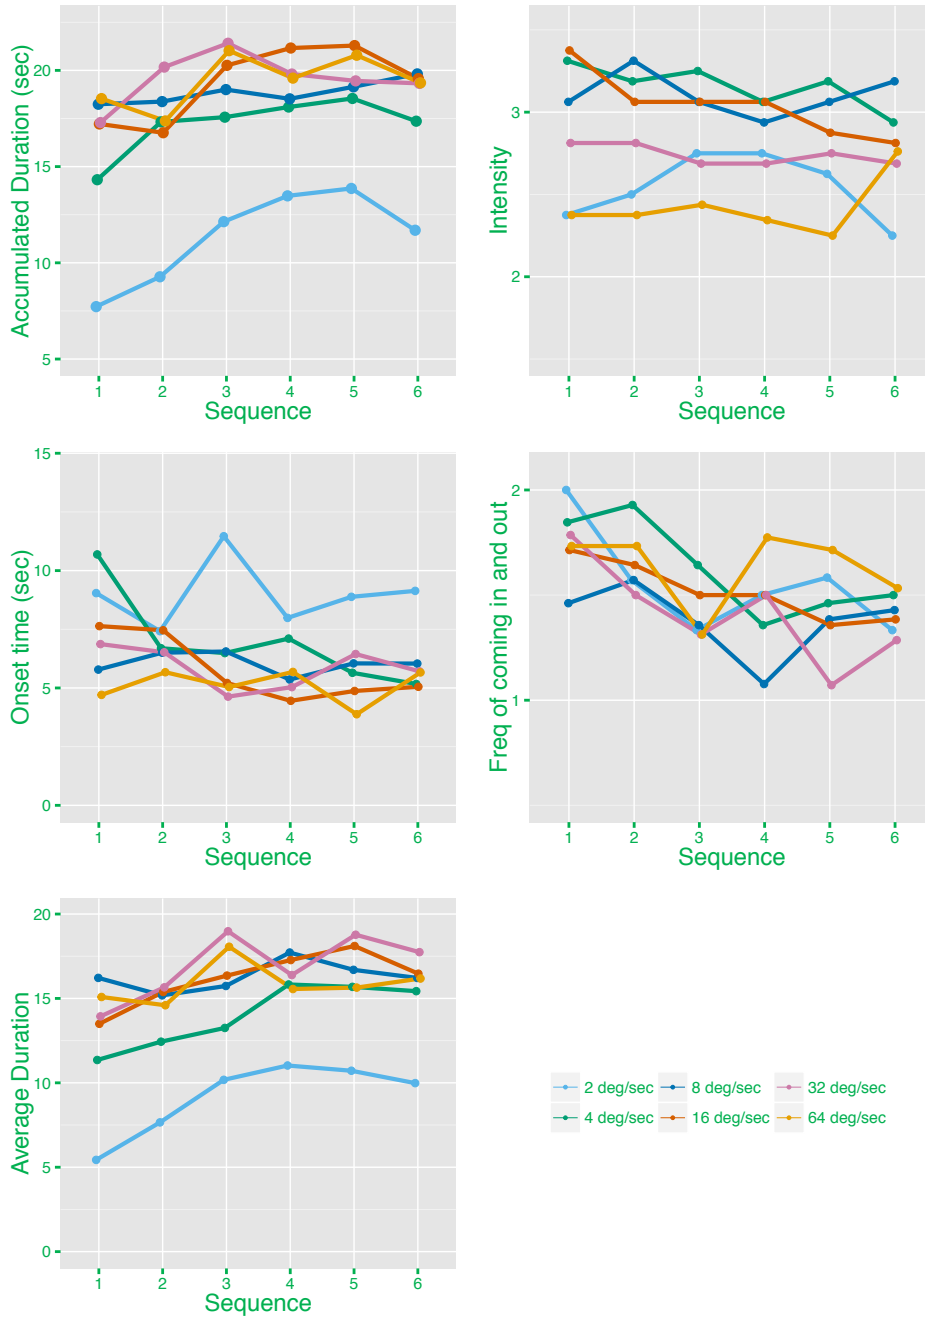 Accumulated Duration (sec)
20
15
10
5
1 2 3 4 5 6
Sequence
Intensity
3
2
1 2 3 4 5 6
Sequence
Onset time (sec)
15
10
5
0
1 2 3 4 5 6
Sequence
Freq of coming in and out
2
1
1 2 3 4 5 6
Sequence
Average Duration
20
15
10
5
0
1 2 3 4 5 6
Sequence
2 deg/sec 8 deg/sec 32 deg/sec
4 deg/sec 16 deg/sec 64 deg/sec